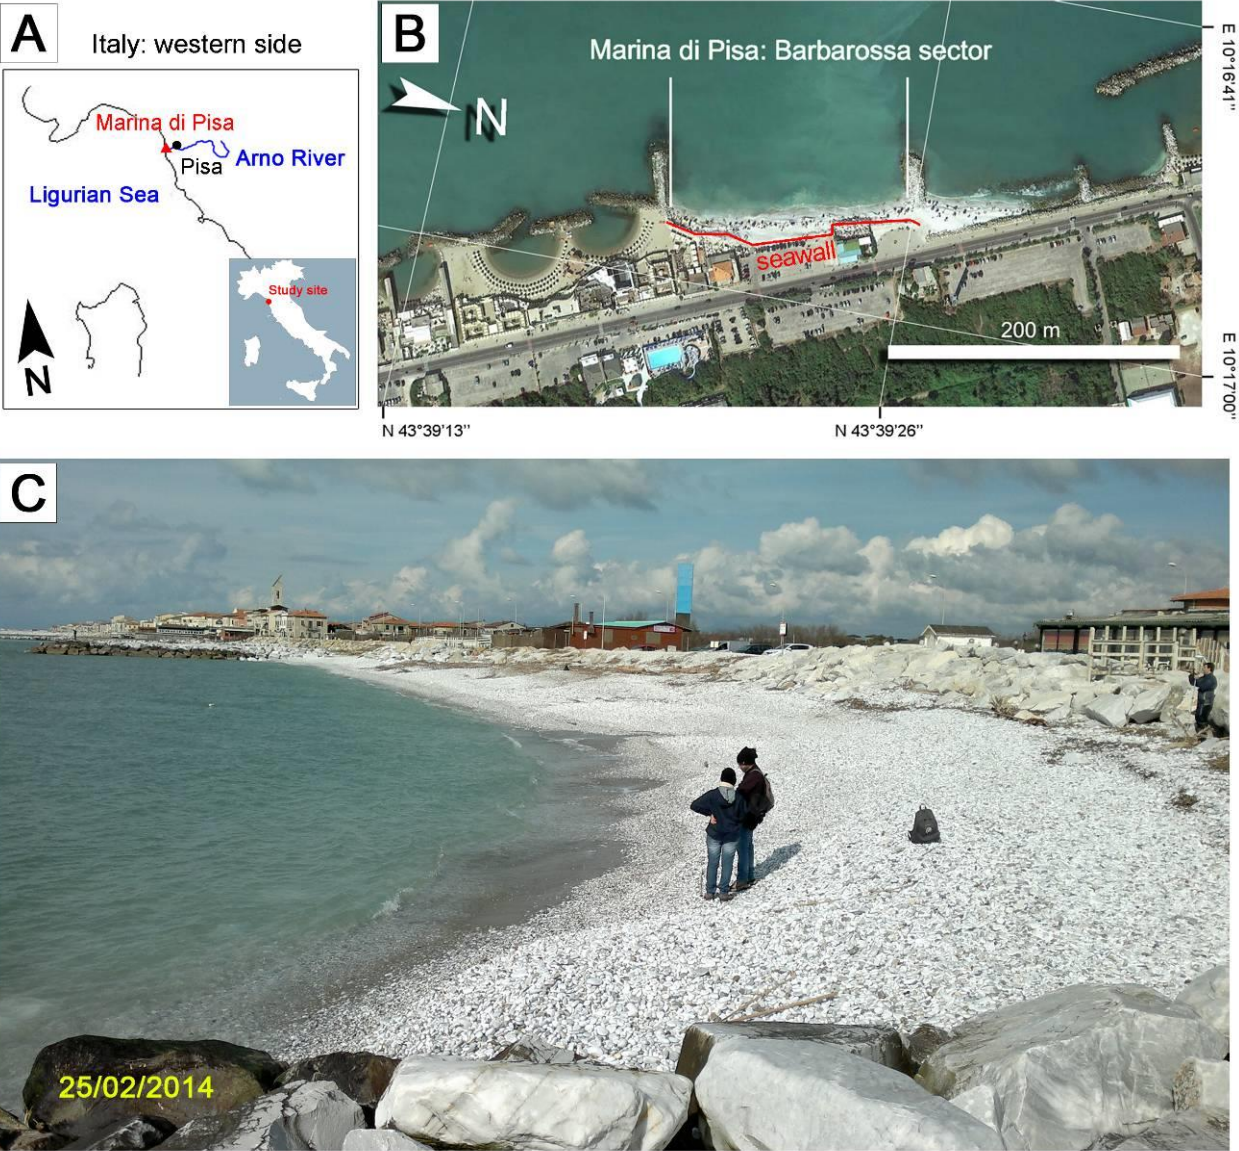 A
Italy: western side
Marina di Pisa
Pisa
Arno River
Ligurian Sea
Study site
N
B
Marina di Pisa: Barbarossa sector
N
seawall
200 m
E 10°16'41"
E 10°17'00"
N 43°39'13"
N 43°39'26"
C
25/02/2014